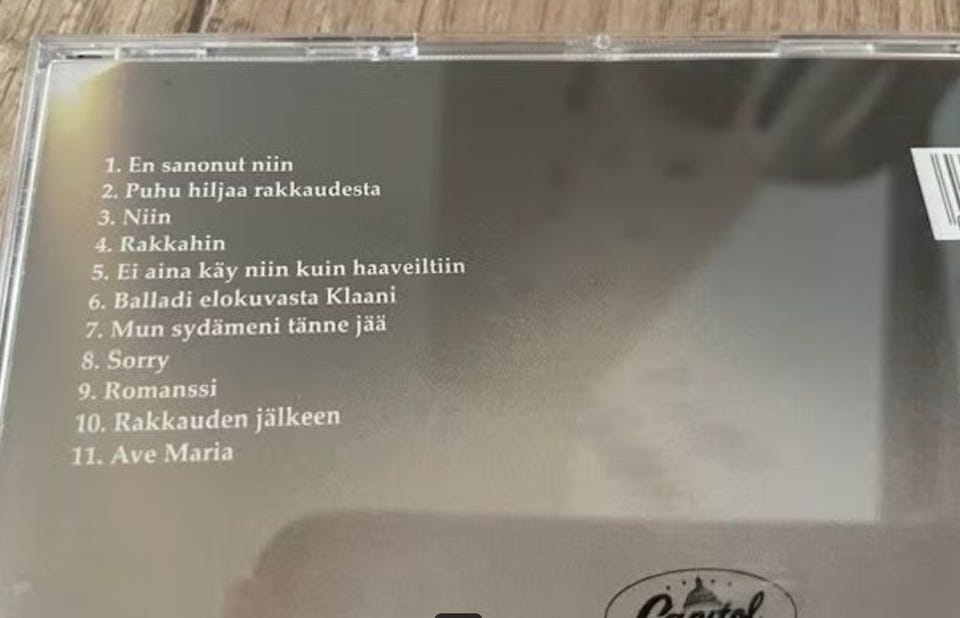 1. En sanonut niin
2. Puhu hiljaa rakkaudesta
3. Niin
4. Rakkahin
5. Ei aina käy niin kuin haaveiltiin
6. Balladi elokuvasta Klaani
7. Mun sydämeni tänne jää
8. Sorry
9. Romanssi
10. Rakkauden jälkeen
11. Ave Maria
Capitol